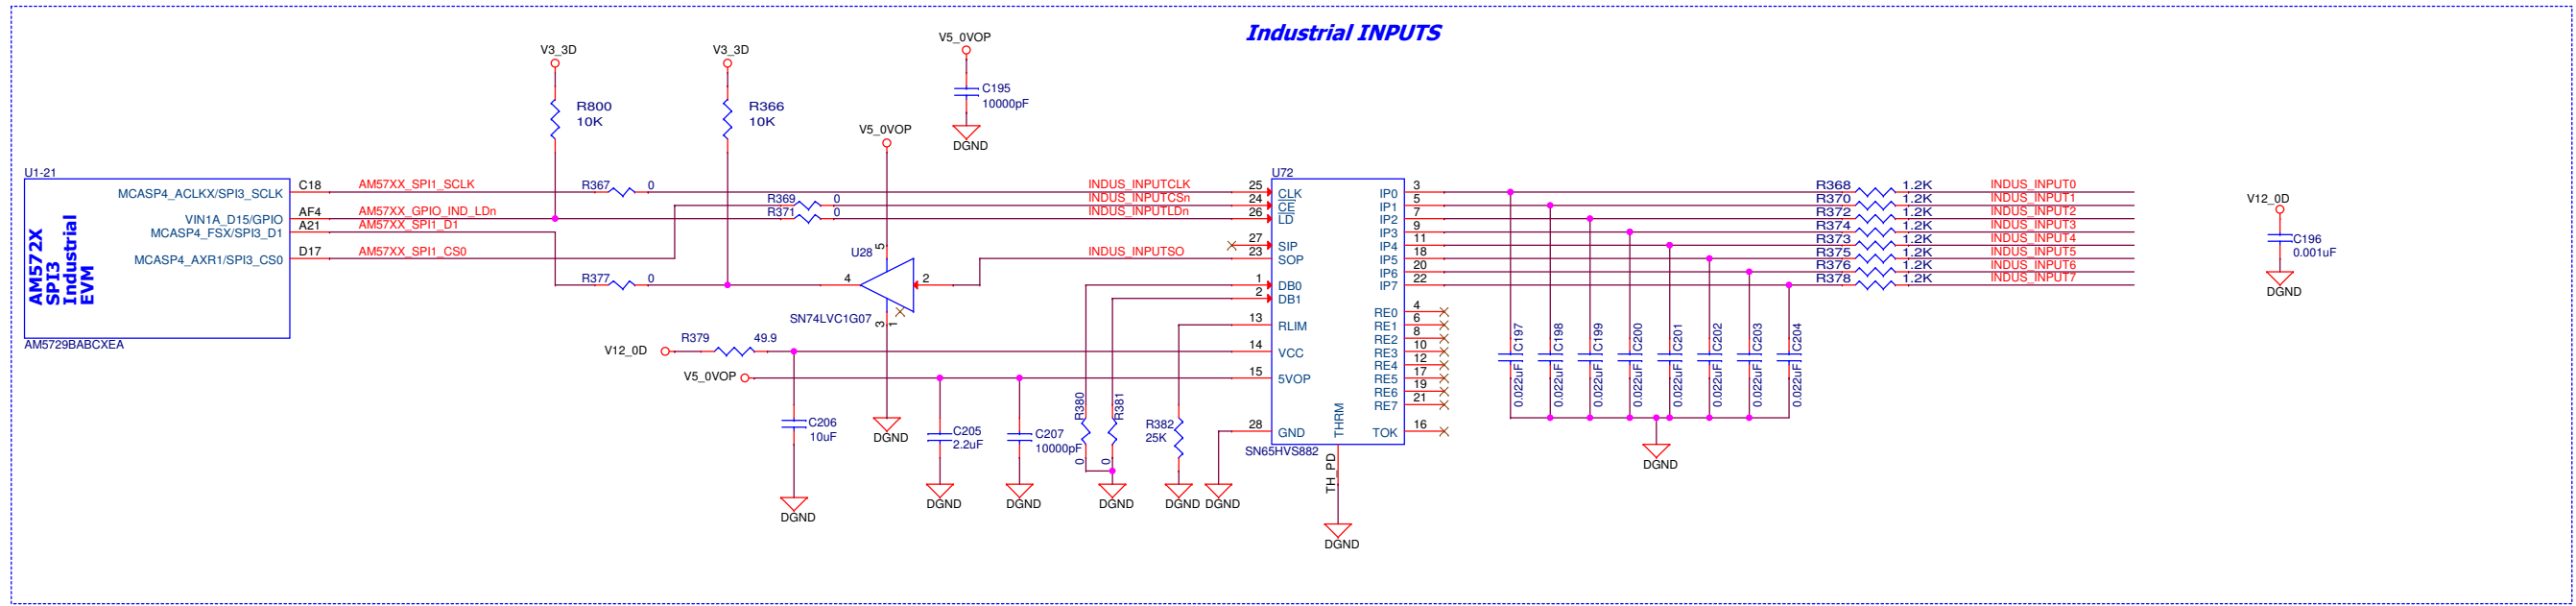 Industrial INPUTS
V3_3D
R800
10K
V3_3D
R366
10K
V5_0VOP
C195
10000pF
DGND
V5_0VOP
U1-21
AM572X
SPI3
Industrial
EVM
MCASP4_ACLKX/SPI3_SCLK
VIN1A_D15/GPIO
MCASP4_FSX/SPI3_D1
MCASP4_AXR1/SPI3_CS0
AM5729BABCXEA
C18
AF4
A21
D17
AM57XX_SPI1_SCLK
AM57XX_GPIO_IND_LDn
AM57XX_SPI1_D1
AM57XX_SPI1_CS0
R367 0
R369 0
R371 0
R377 0
U28
5
4
2
3
1
SN74LVC1G07
DGND
INDUS_INPUTCLK
INDUS_INPUTCSn
INDUS_INPUTLDn
INDUS_INPUTSO
V12_0D
R379 49.9
V5_0VOP
C206
10uF
DGND
C205
2.2uF
DGND
C207
10000pF
DGND
R380
0
R381
0
DGND
R382
25K
DGND
DGND
U72
25 CLK
24 CE
26 LD
27 SIP
23 SOP
1 DB0
2 DB1
13 RLIM
14 VCC
15 5VOP
28 GND
SN65HVS882
THRM
TH_PD
DGND
IP0 3
IP1 5
IP2 7
IP3 9
IP4 11
IP5 18
IP6 20
IP7 22
RE0 4
RE1 6
RE2 8
RE3 10
RE4 12
RE5 17
RE6 19
RE7 21
TOK 16
R368 1.2K INDUS_INPUT0
R370 1.2K INDUS_INPUT1
R372 1.2K INDUS_INPUT2
R374 1.2K INDUS_INPUT3
R373 1.2K INDUS_INPUT4
R375 1.2K INDUS_INPUT5
R376 1.2K INDUS_INPUT6
R378 1.2K INDUS_INPUT7
C197
0.022uF
C198
0.022uF
C199
0.022uF
C200
0.022uF
C201
0.022uF
C202
0.022uF
C203
0.022uF
C204
0.022uF
DGND
V12_0D
C196
0.001uF
DGND